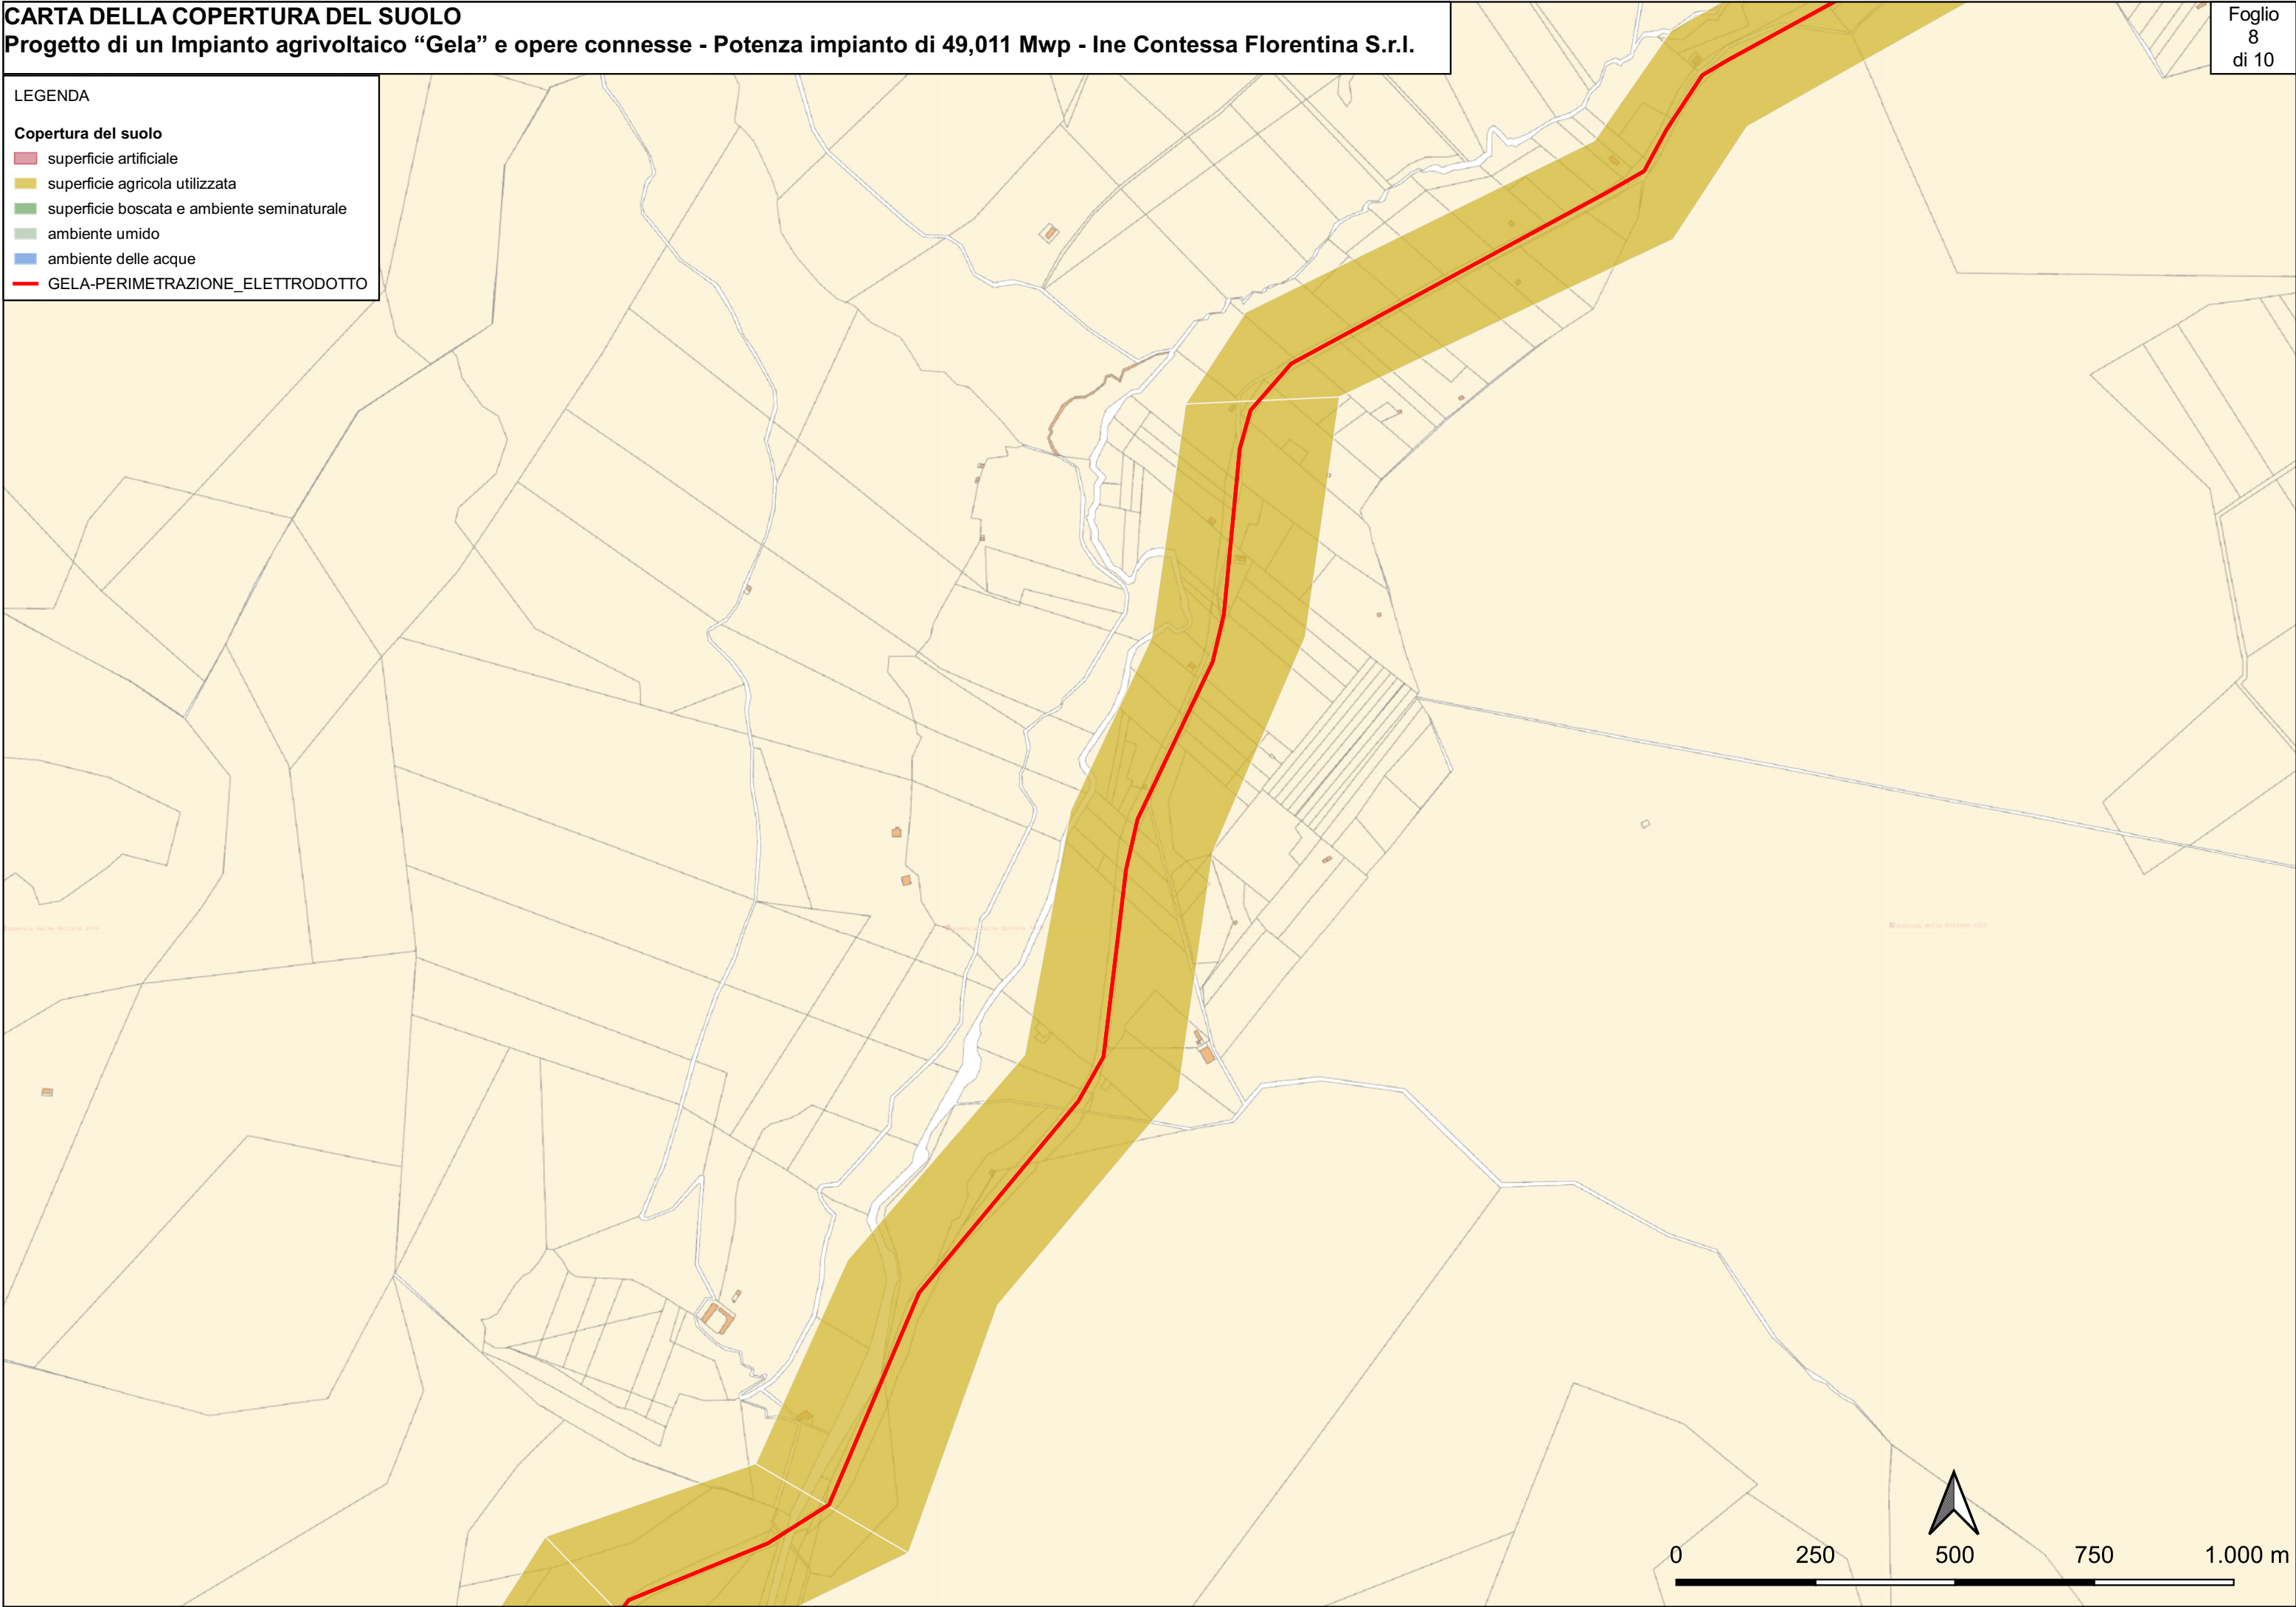 CARTA DELLA COPERTURA DEL SUOLO
Progetto di un Impianto agrivoltaico “Gela” e opere connesse - Potenza impianto di 49,011 Mwp - Ine Contessa Florentina S.r.l.
Foglio
8
di 10
LEGENDA
Copertura del suolo
superficie artificiale
superficie agricola utilizzata
superficie boscata e ambiente seminaturale
ambiente umido
ambiente delle acque
GELA-PERIMETRAZIONE_ELETTRODOTTO
0 250 500 750 1.000 m